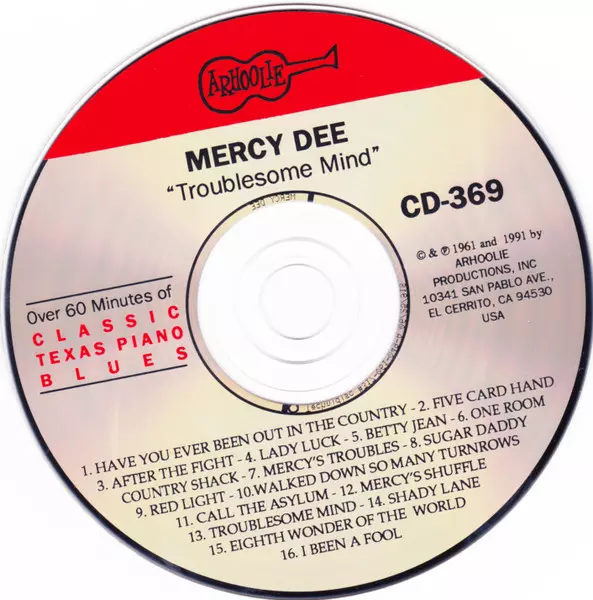 ARHOOLIE
MERCY DEE
"Troublesome Mind"
CD-369
© & ℗ 1961 and 1991 by
ARHOOLIE
PRODUCTIONS, INC
10341 SAN PABLO AVE.,
EL CERRITO, CA 94530
USA
Over 60 Minutes of
CLASSIC
TEXAS PIANO
BLUES
MERCY DEE
1. HAVE YOU EVER BEEN OUT IN THE COUNTRY - 2. FIVE CARD HAND
3. AFTER THE FIGHT - 4. LADY LUCK - 5. BETTY JEAN - 6. ONE ROOM
COUNTRY SHACK - 7. MERCY'S TROUBLES - 8. SUGAR DADDY
9. RED LIGHT - 10.WALKED DOWN SO MANY TURNROWS
11. CALL THE ASYLUM - 12. MERCY'S SHUFFLE
13. TROUBLESOME MIND - 14. SHADY LANE
15. EIGHTH WONDER OF THE WORLD
16. I BEEN A FOOL